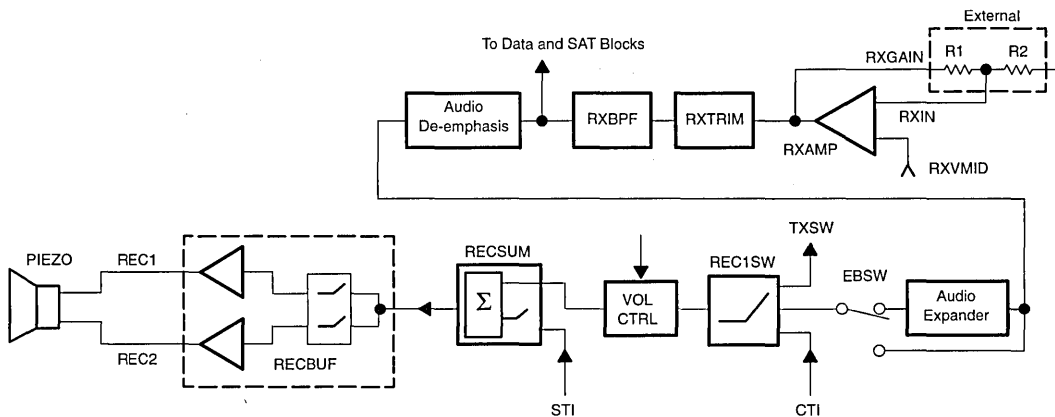 External
To Data and SAT Blocks
RXGAIN
R1
R2
Audio
De-emphasis
RXBPF
RXTRIM
RXIN
RXAMP
RXVMID
PIEZO
REC1
RECSUM
TXSW
REC1SW
EBSW
Σ
VOL
CTRL
Audio
Expander
REC2
RECBUF
STI
CTI